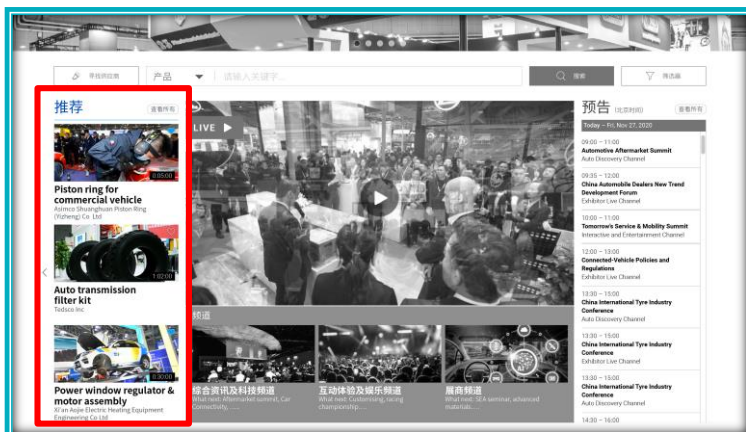 寻找供应商
产品
请输入关键字...
搜索
筛选器
推荐
查看所有
0:05:00
Piston ring for
commercial vehicle
Asimco Shuanghuan Piston Ring
(Yizheng) Co. Ltd
1:02:00
Auto transmission
filter kit
Tedsco Inc
0:30:00
Power window regulator &
motor assembly
Xi'an Aojie Electric Heating Equipment
Engineering Co Ltd
LIVE
频道
综合资讯及科技频道
What next: Aftermarket summit, Car
Connectivity, ......
互动体验及娱乐频道
What next: Customising, racing
championship....
展商频道
What next: SEA seminar, advanced
materials...
预告 (北京时间)
查看所有
Today – Fri, Nov 27, 2020
09:00 – 11:00
Automotive Aftermarket Summit
Auto Discovery Channel
09:35 – 12:00
China Automobile Dealers New Trend
Development Forum
Exhibitor Live Channel
10:00 – 11:00
Tomorrow's Service & Mobility Summit
Interactive and Entertainment Channel
12:00 – 13:00
Connected-Vehicle Policies and
Regulations
Exhibitor Live Channel
13:30 – 15:00
China International Tyre Industry
Conference
Auto Discovery Channel
13:30 – 15:00
China International Tyre Industry
Conference
Exhibitor Live Channel
13:30 – 15:00
China International Tyre Industry
Conference
Auto Discovery Channel
14:30 – 16:00